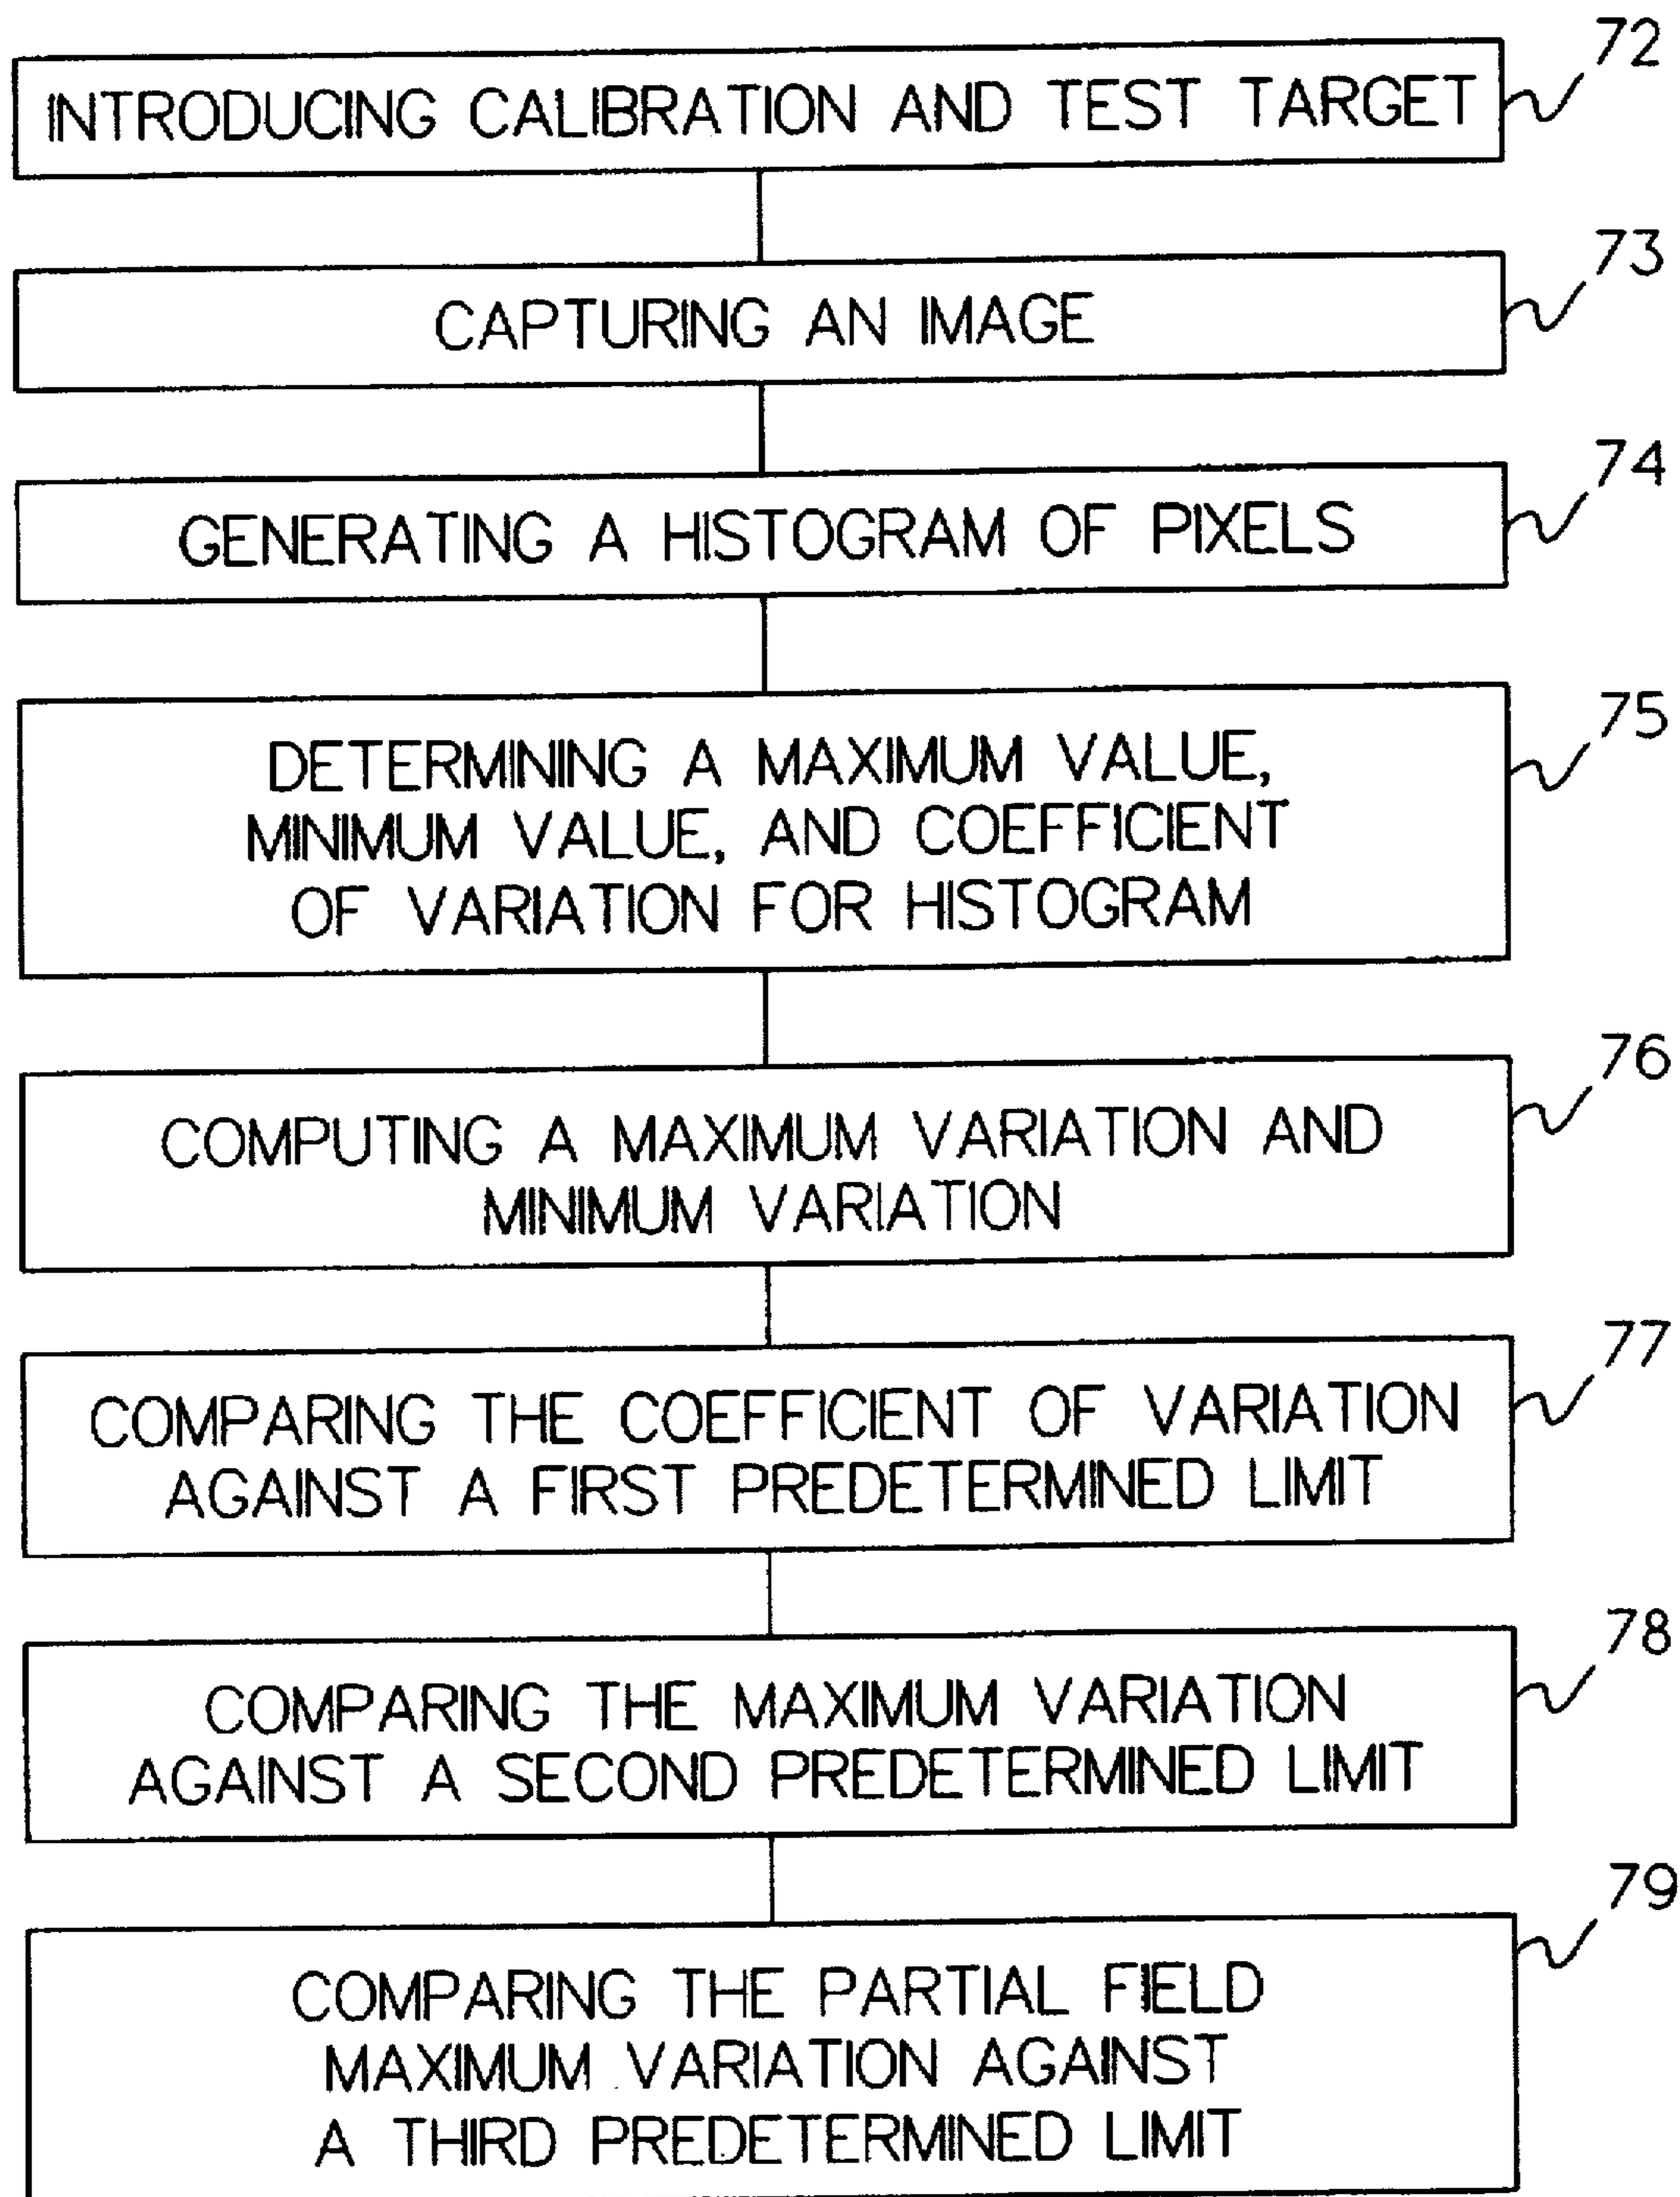 72
INTRODUCING CALIBRATION AND TEST TARGET
73
CAPTURING AN IMAGE
74
GENERATING A HISTOGRAM OF PIXELS
75
DETERMINING A MAXIMUM VALUE,
MINIMUM VALUE, AND COEFFICIENT
OF VARIATION FOR HISTOGRAM
76
COMPUTING A MAXIMUM VARIATION AND
MINIMUM VARIATION
77
COMPARING THE COEFFICIENT OF VARIATION
AGAINST A FIRST PREDETERMINED LIMIT
78
COMPARING THE MAXIMUM VARIATION
AGAINST A SECOND PREDETERMINED LIMIT
79
COMPARING THE PARTIAL FIELD
MAXIMUM VARIATION AGAINST
A THIRD PREDETERMINED LIMIT